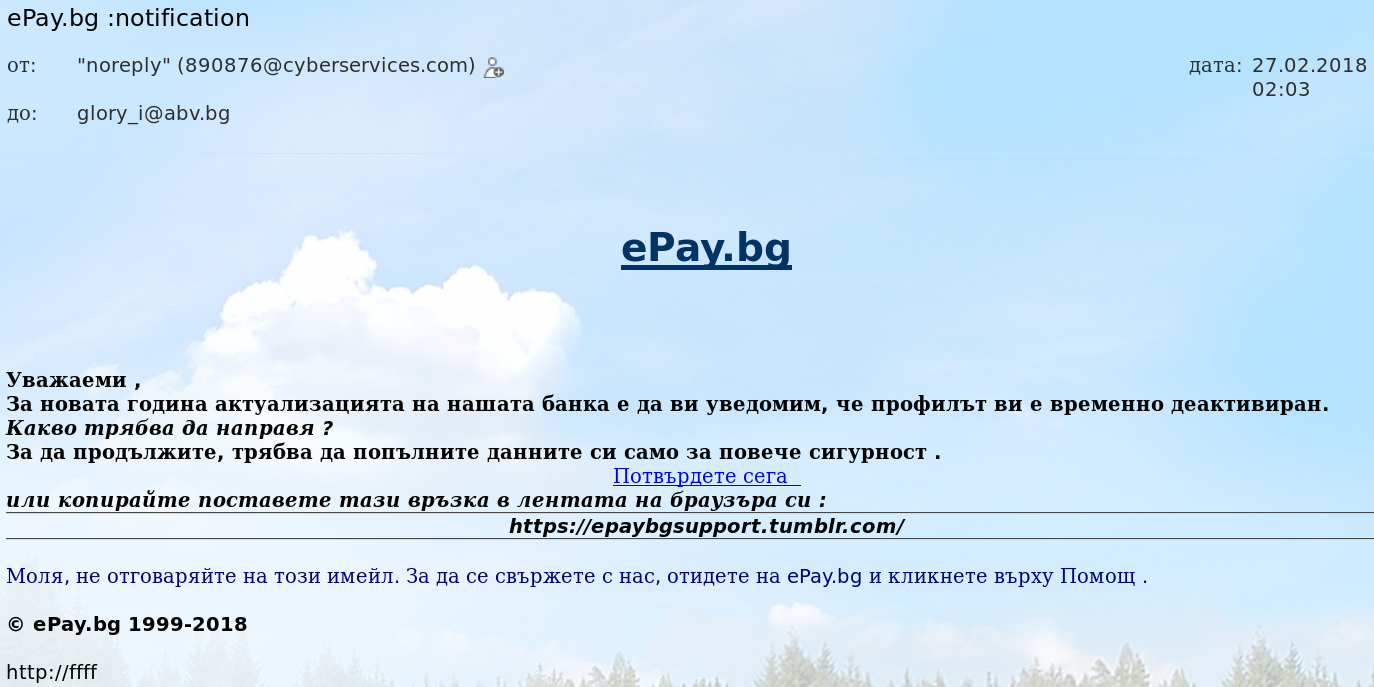 ePay.bg :notification
от: "noreply" (890876@cyberservices.com) дата: 27.02.2018
02:03
до: glory_i@abv.bg
ePay.bg
Уважаеми ,
За новата година актуализацията на нашата банка е да ви уведомим, че профилът ви е временно деактивиран.
Какво трябва да направя ?
За да продължите, трябва да попълните данните си само за повече сигурност .
Потвърдете сега
или копирайте поставете тази връзка в лентата на браузъра си :
https://epaybgsupport.tumblr.com/
Моля, не отговаряйте на този имейл. За да се свържете с нас, отидете на ePay.bg и кликнете върху Помощ .
© ePay.bg 1999-2018
http://ffff